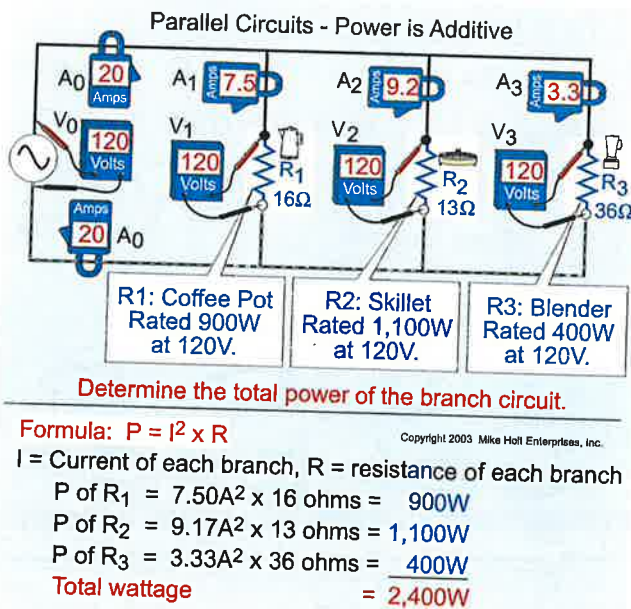 Parallel Circuits - Power is Additive
A0 20 Amps
A1 Amps 7.5
A2 Amps 9.2
A3 Amps 3.3
V0 120 Volts
V1 120 Volts
R1 16Ω
V2 120 Volts
R2 13Ω
V3 120 Volts
R3 36Ω
Amps 20 A0
R1: Coffee Pot
Rated 900W
at 120V.
R2: Skillet
Rated 1,100W
at 120V.
R3: Blender
Rated 400W
at 120V.
Determine the total power of the branch circuit.
Formula: P = I² x R
Copyright 2003 Mike Holt Enterprises, Inc.
I = Current of each branch, R = resistance of each branch
P of R₁ = 7.50A² x 16 ohms = 900W
P of R₂ = 9.17A² x 13 ohms = 1,100W
P of R₃ = 3.33A² x 36 ohms = 400W
Total wattage = 2,400W